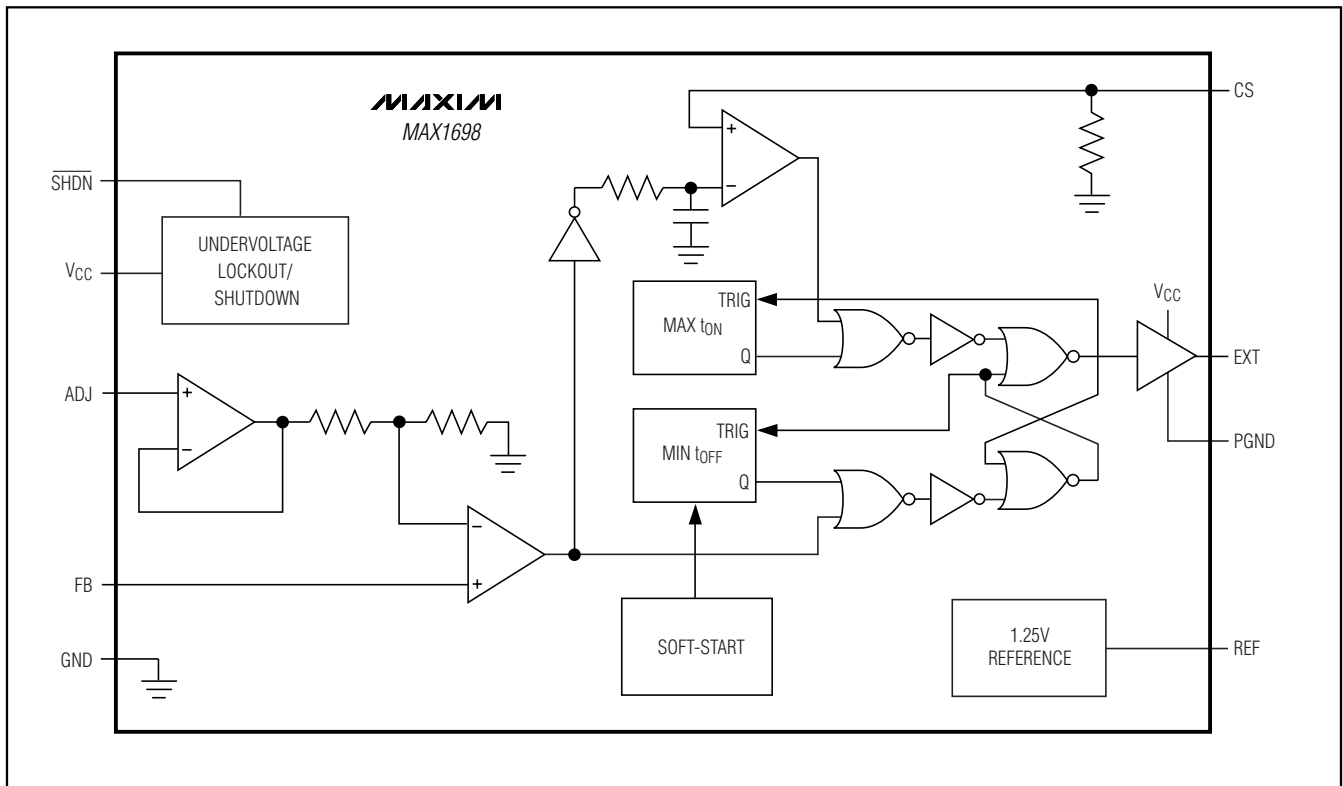 MAXIM
MAX1698
CS
SHDN
UNDERVOLTAGE
LOCKOUT/
SHUTDOWN
VCC
+
−
TRIG
MAX tON
Q
VCC
EXT
ADJ
+
−
TRIG
MIN tOFF
Q
PGND
−
+
FB
SOFT-START
1.25V
REFERENCE
REF
GND